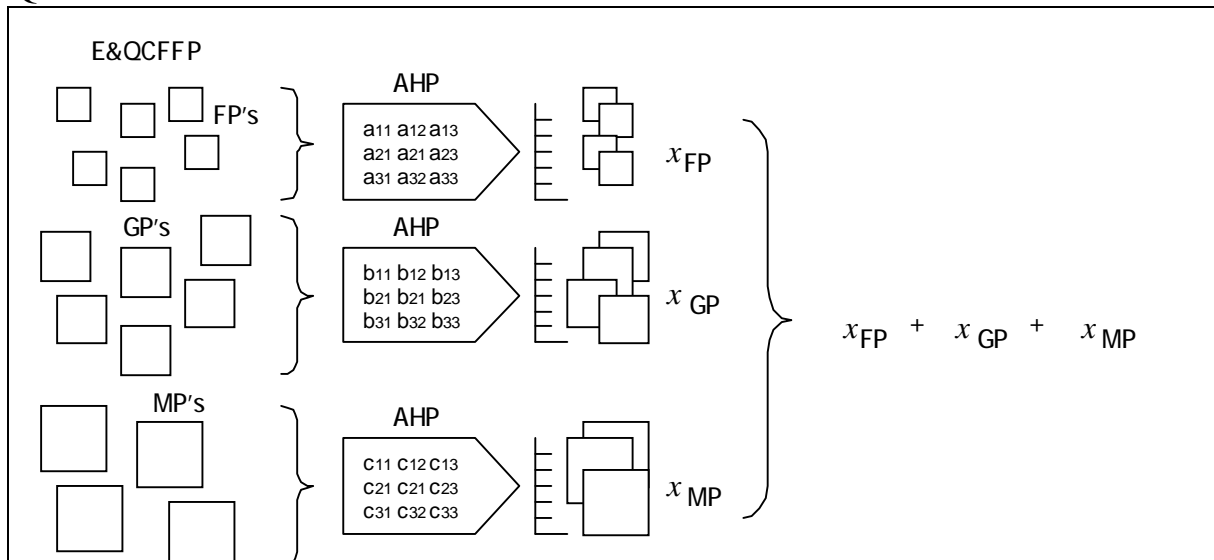 E&QCFFP
FP's
AHP
a11 a12 a13
a21 a21 a23
a31 a32 a33
xFP
GP's
AHP
b11 b12 b13
b21 b21 b23
b31 b32 b33
x GP
xFP + x GP + x MP
MP's
AHP
c11 c12 c13
c21 c21 c23
c31 c32 c33
x MP